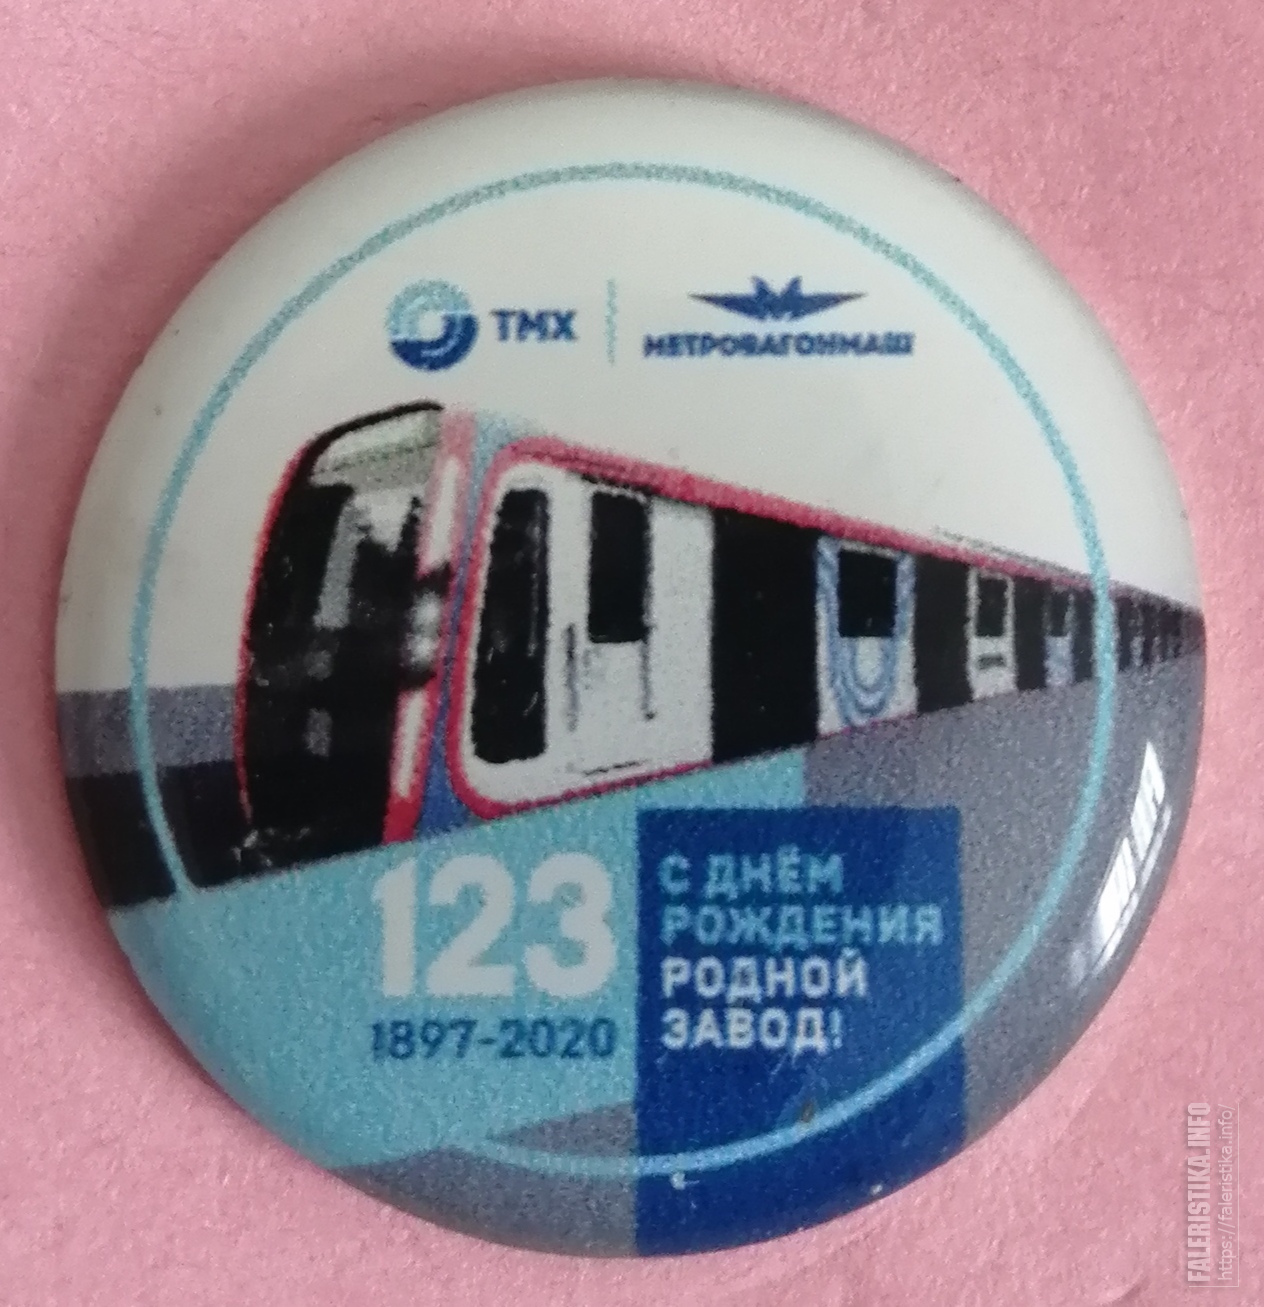 ТМХ
МЕТРОВАГОНМАШ
123
1897-2020
С ДНЁМ
РОЖДЕНИЯ
РОДНОЙ
ЗАВОД!
FALERISTIKA.INFO
https://faleristika.info/